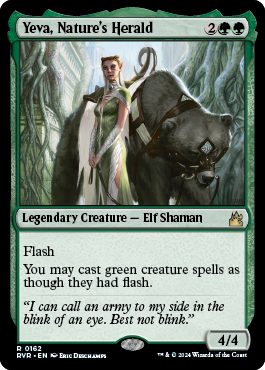 Yeva, Nature's Herald 2
Legendary Creature — Elf Shaman
Flash
You may cast green creature spells as
though they had flash.
“I can call an army to my side in the
blink of an eye. Best not blink.”
4/4
R 0162
RVR • EN Eric Deschamps
™ & © 2024 Wizards of the Coast